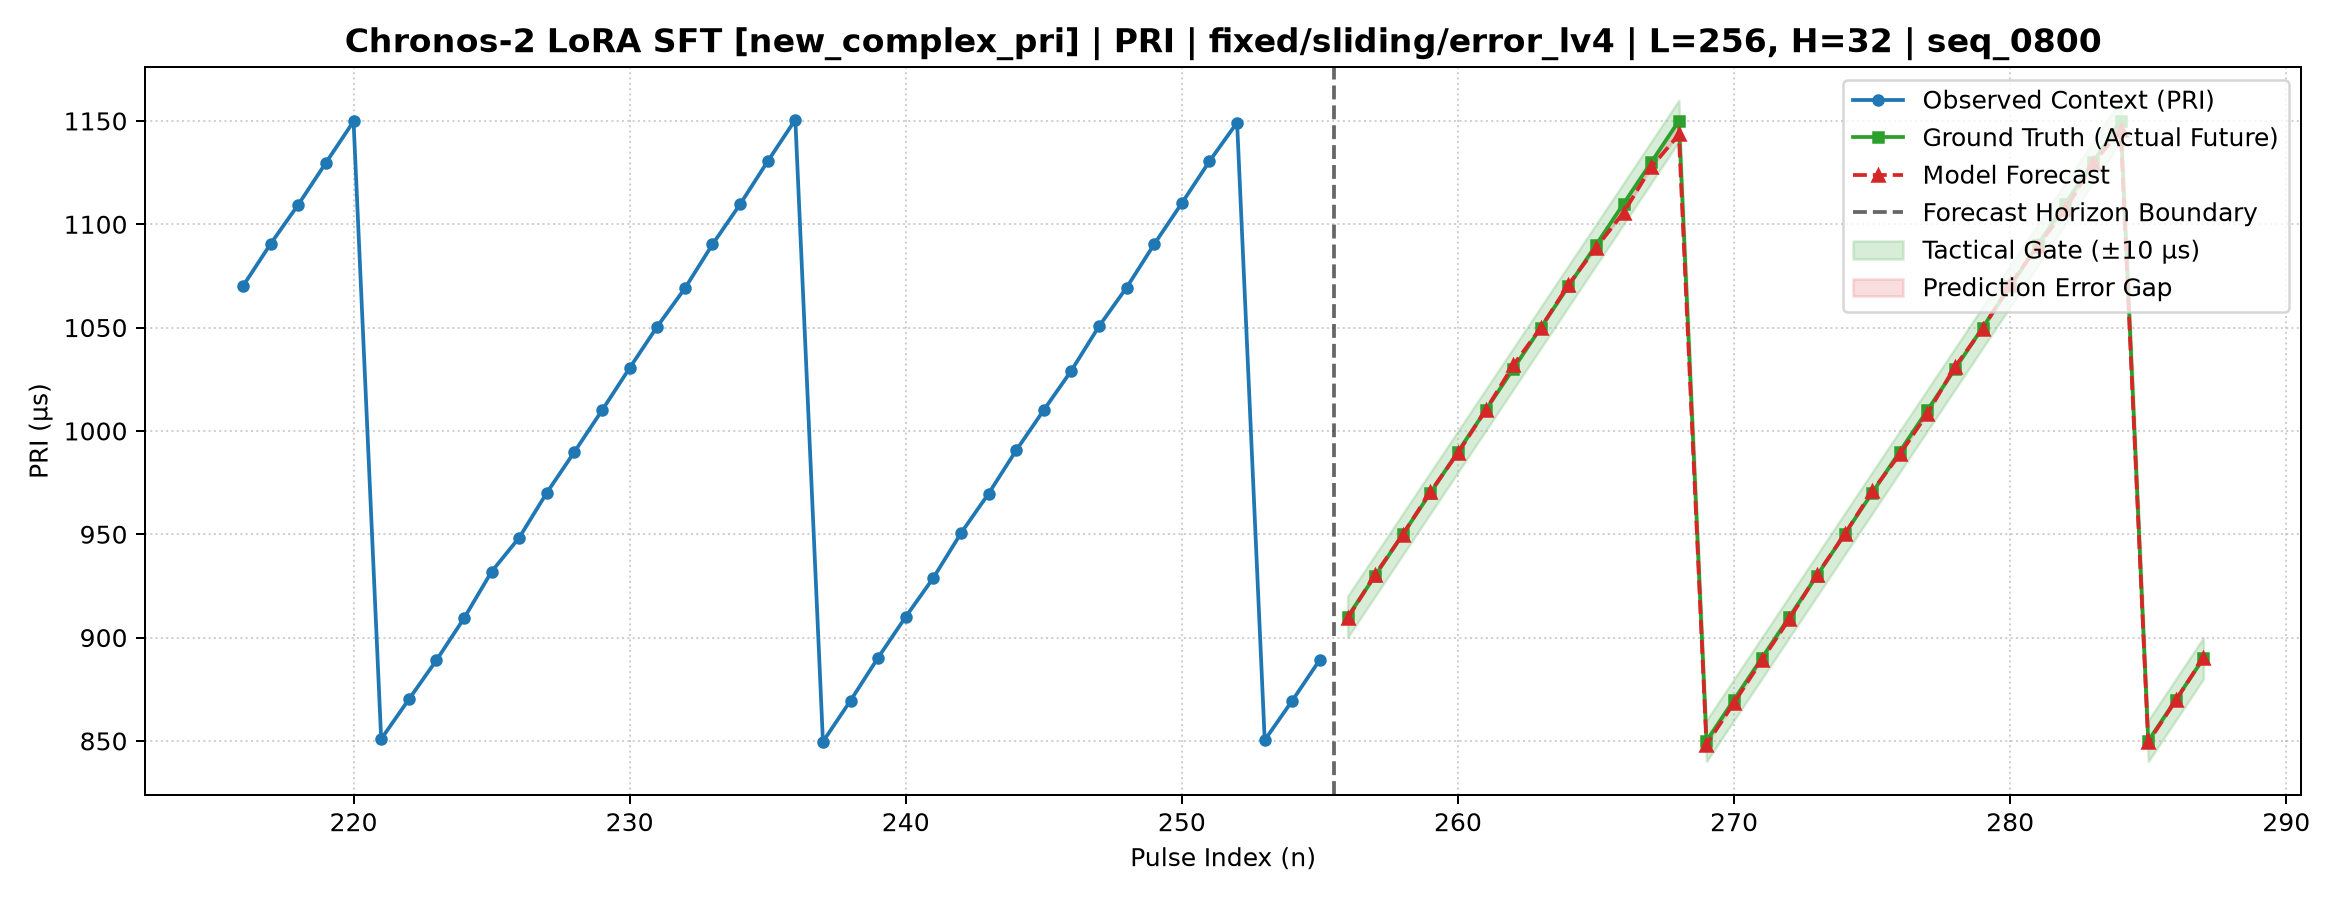 Chronos-2 LoRA SFT [new_complex_pri] | PRI | fixed/sliding/error_lv4 | L=256, H=32 | seq_0800
Observed Context (PRI)
Ground Truth (Actual Future)
Model Forecast
Forecast Horizon Boundary
Tactical Gate (±10 µs)
Prediction Error Gap
PRI (µs)
1150
1100
1050
1000
950
900
850
220 230 240 250 260 270 280 290
Pulse Index (n)